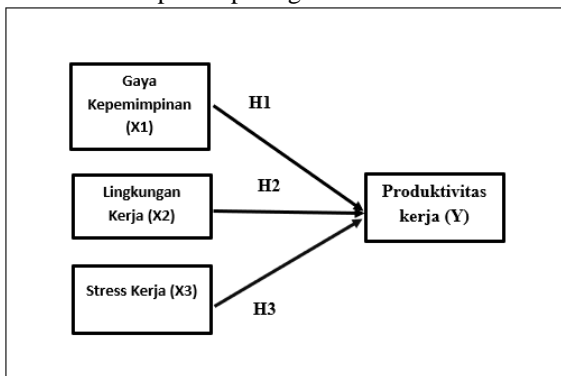 Gaya
Kepemimpinan
(X1)
H1
Lingkungan
Kerja (X2)
H2
Produktivitas
kerja (Y)
Stress Kerja (X3)
H3